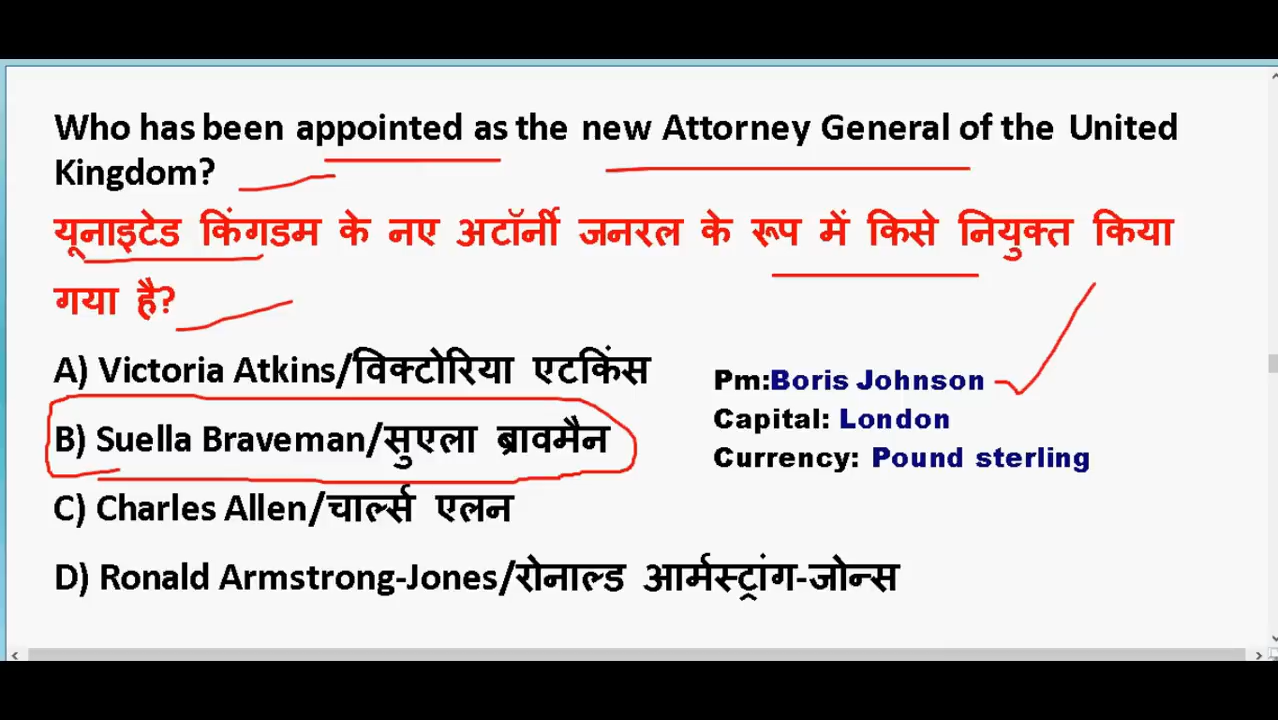 Who has been appointed as the new Attorney General of the United
Kingdom?
यूनाइटेड किंगडम के नए अटॉर्नी जनरल के रूप में किसे नियुक्त किया
गया है?
A) Victoria Atkins/विक्टोरिया एटकिंस
B) Suella Braveman/सुएला ब्रावमैन
C) Charles Allen/चार्ल्स एलन
D) Ronald Armstrong-Jones/रोनाल्ड आर्मस्ट्रांग-जोन्स
Pm:Boris Johnson
Capital: London
Currency: Pound sterling